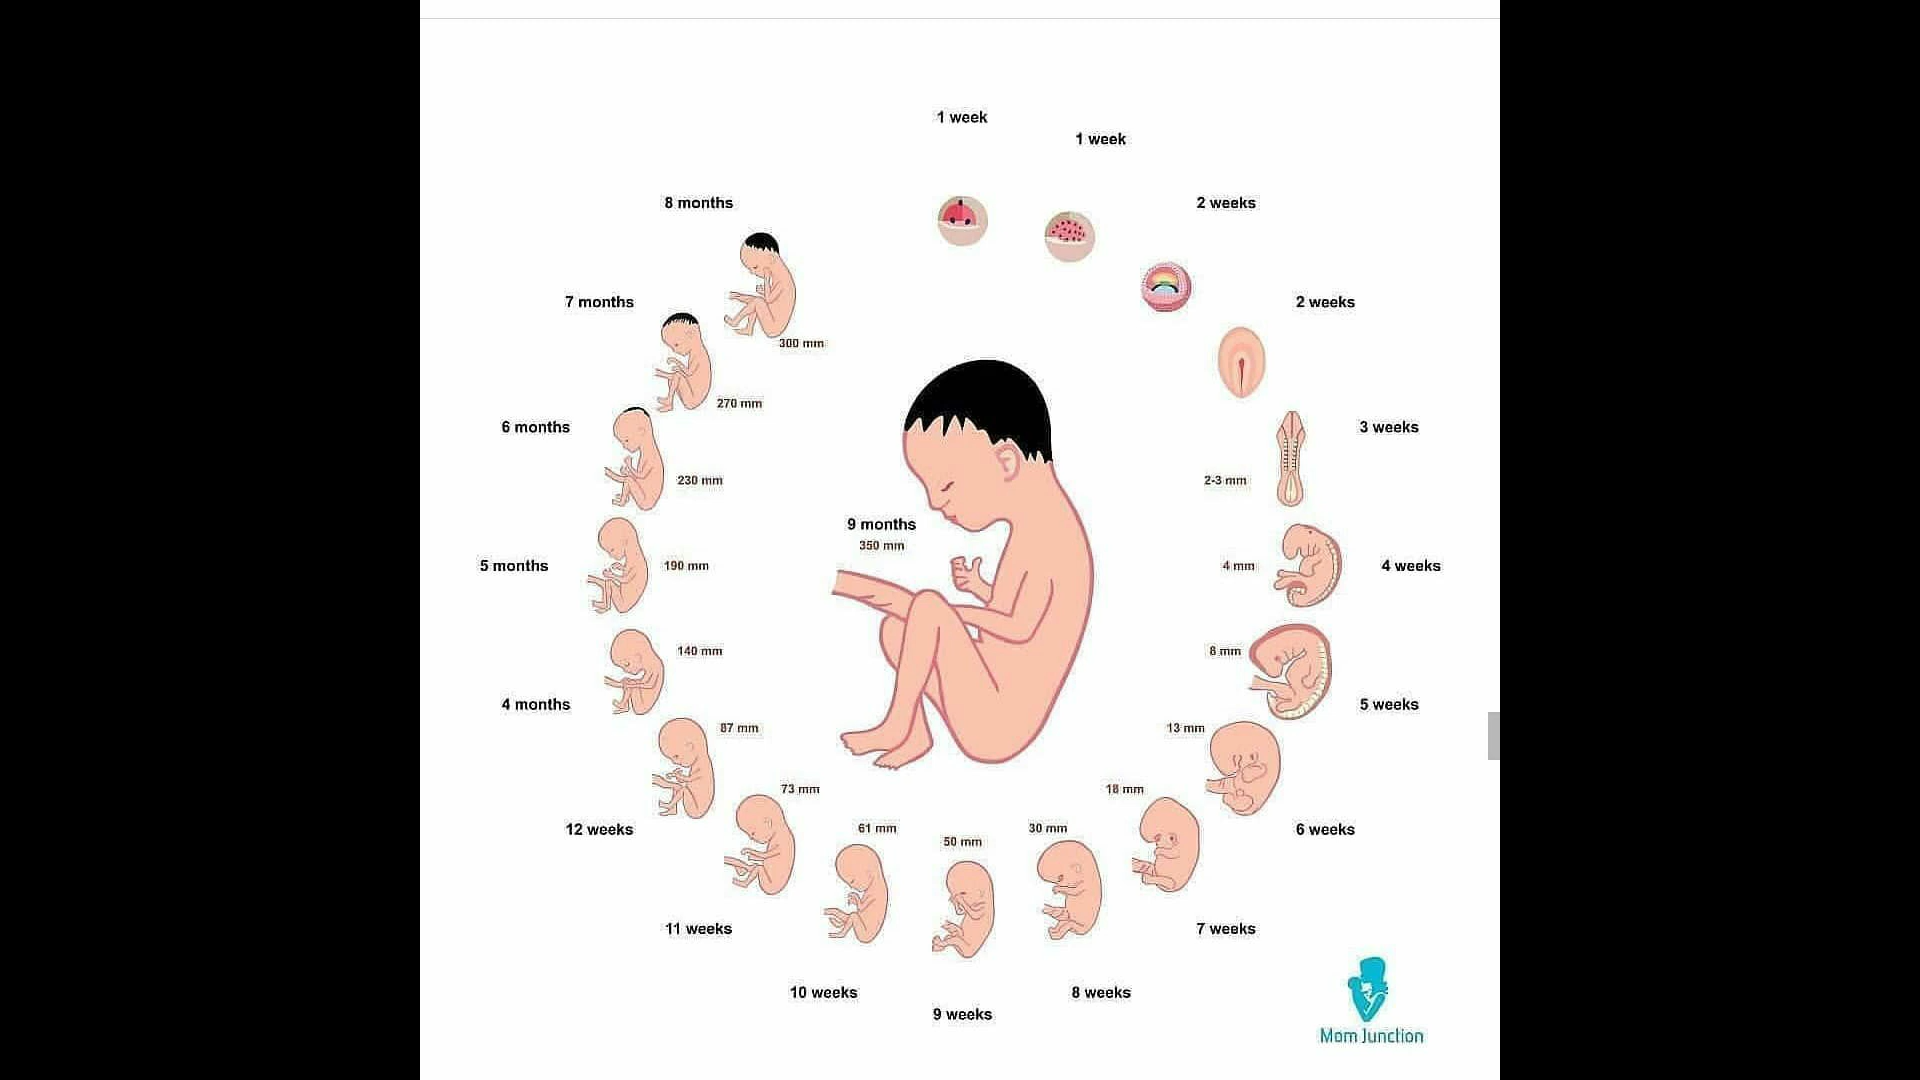 1 week
1 week
2 weeks
2 weeks
3 weeks
2-3 mm
4 mm
4 weeks
8 mm
5 weeks
13 mm
6 weeks
18 mm
7 weeks
30 mm
8 weeks
50 mm
9 weeks
61 mm
10 weeks
73 mm
11 weeks
87 mm
12 weeks
140 mm
4 months
190 mm
5 months
230 mm
6 months
270 mm
7 months
300 mm
8 months
9 months
350 mm
Mom Junction